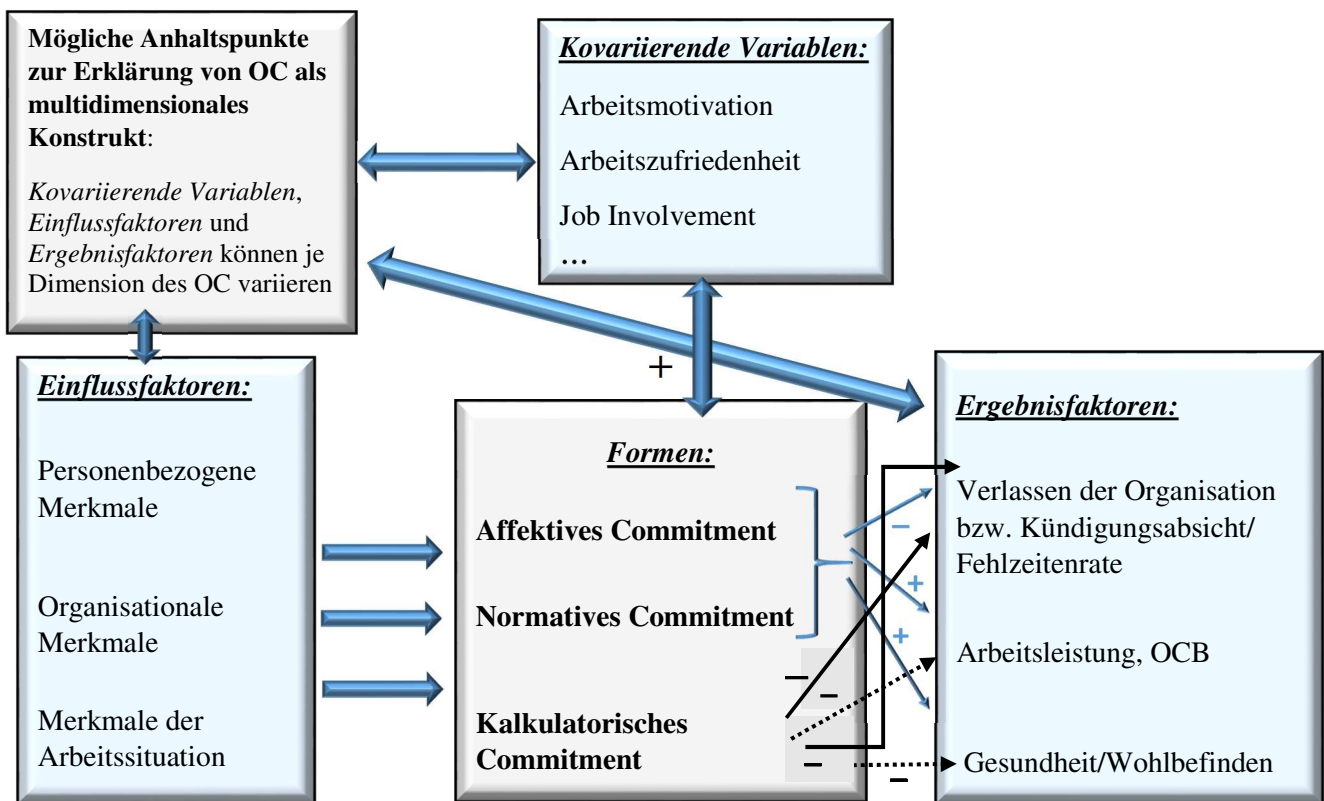 Mögliche Anhaltspunkte
zur Erklärung von OC als
multidimensionales
Konstrukt:
Kovariierende Variablen,
Einflussfaktoren und
Ergebnisfaktoren können je
Dimension des OC variieren
Kovariierende Variablen:
Arbeitsmotivation
Arbeitszufriedenheit
Job Involvement
…
+
Einflussfaktoren:
Personenbezogene
Merkmale
Organisationale
Merkmale
Merkmale der
Arbeitssituation
Formen:
Affektives Commitment
Normatives Commitment
Kalkulatorisches
Commitment
–
+
+
–
–
–
–
–
Ergebnisfaktoren:
Verlassen der Organisation
bzw. Kündigungsabsicht/
Fehlzeitenrate
Arbeitsleistung, OCB
Gesundheit/Wohlbefinden